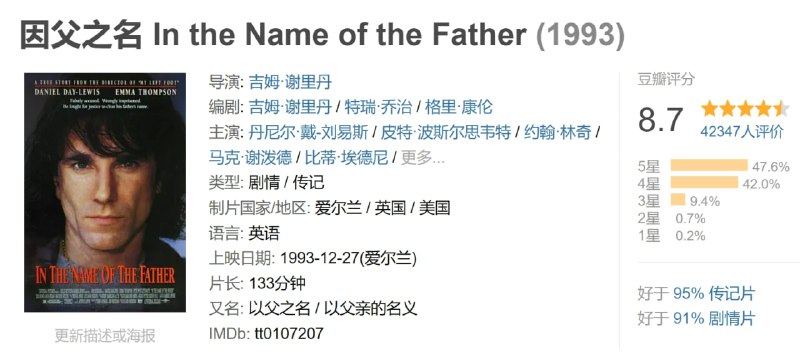 因父之名 In the Name of the Father (1993)
A TRUE STORY FROM THE DIRECTOR OF "MY LEFT FOOT"
DANIEL DAY-LEWIS EMMA THOMPSON
Falsely accused. Wrongly imprisoned.
He fought for justice to clear his father's name.
IN THE NAME OF THE FATHER
更新描述或海报
导演: 吉姆·谢里丹
编剧: 吉姆·谢里丹 / 特瑞·乔治 / 格里·康伦
主演: 丹尼尔·戴-刘易斯 / 皮特·波斯尔思韦特 / 约翰·林奇 /
马克·谢泼德 / 比蒂·埃德尼 / 更多...
类型: 剧情 / 传记
制片国家/地区: 爱尔兰 / 英国 / 美国
语言: 英语
上映日期: 1993-12-27(爱尔兰)
片长: 133分钟
又名: 以父之名 / 以父亲的名义
IMDb: tt0107207
豆瓣评分
8.7
42347人评价
5星 47.6%
4星 42.0%
3星 9.4%
2星 0.7%
1星 0.2%
好于 95% 传记片
好于 91% 剧情片